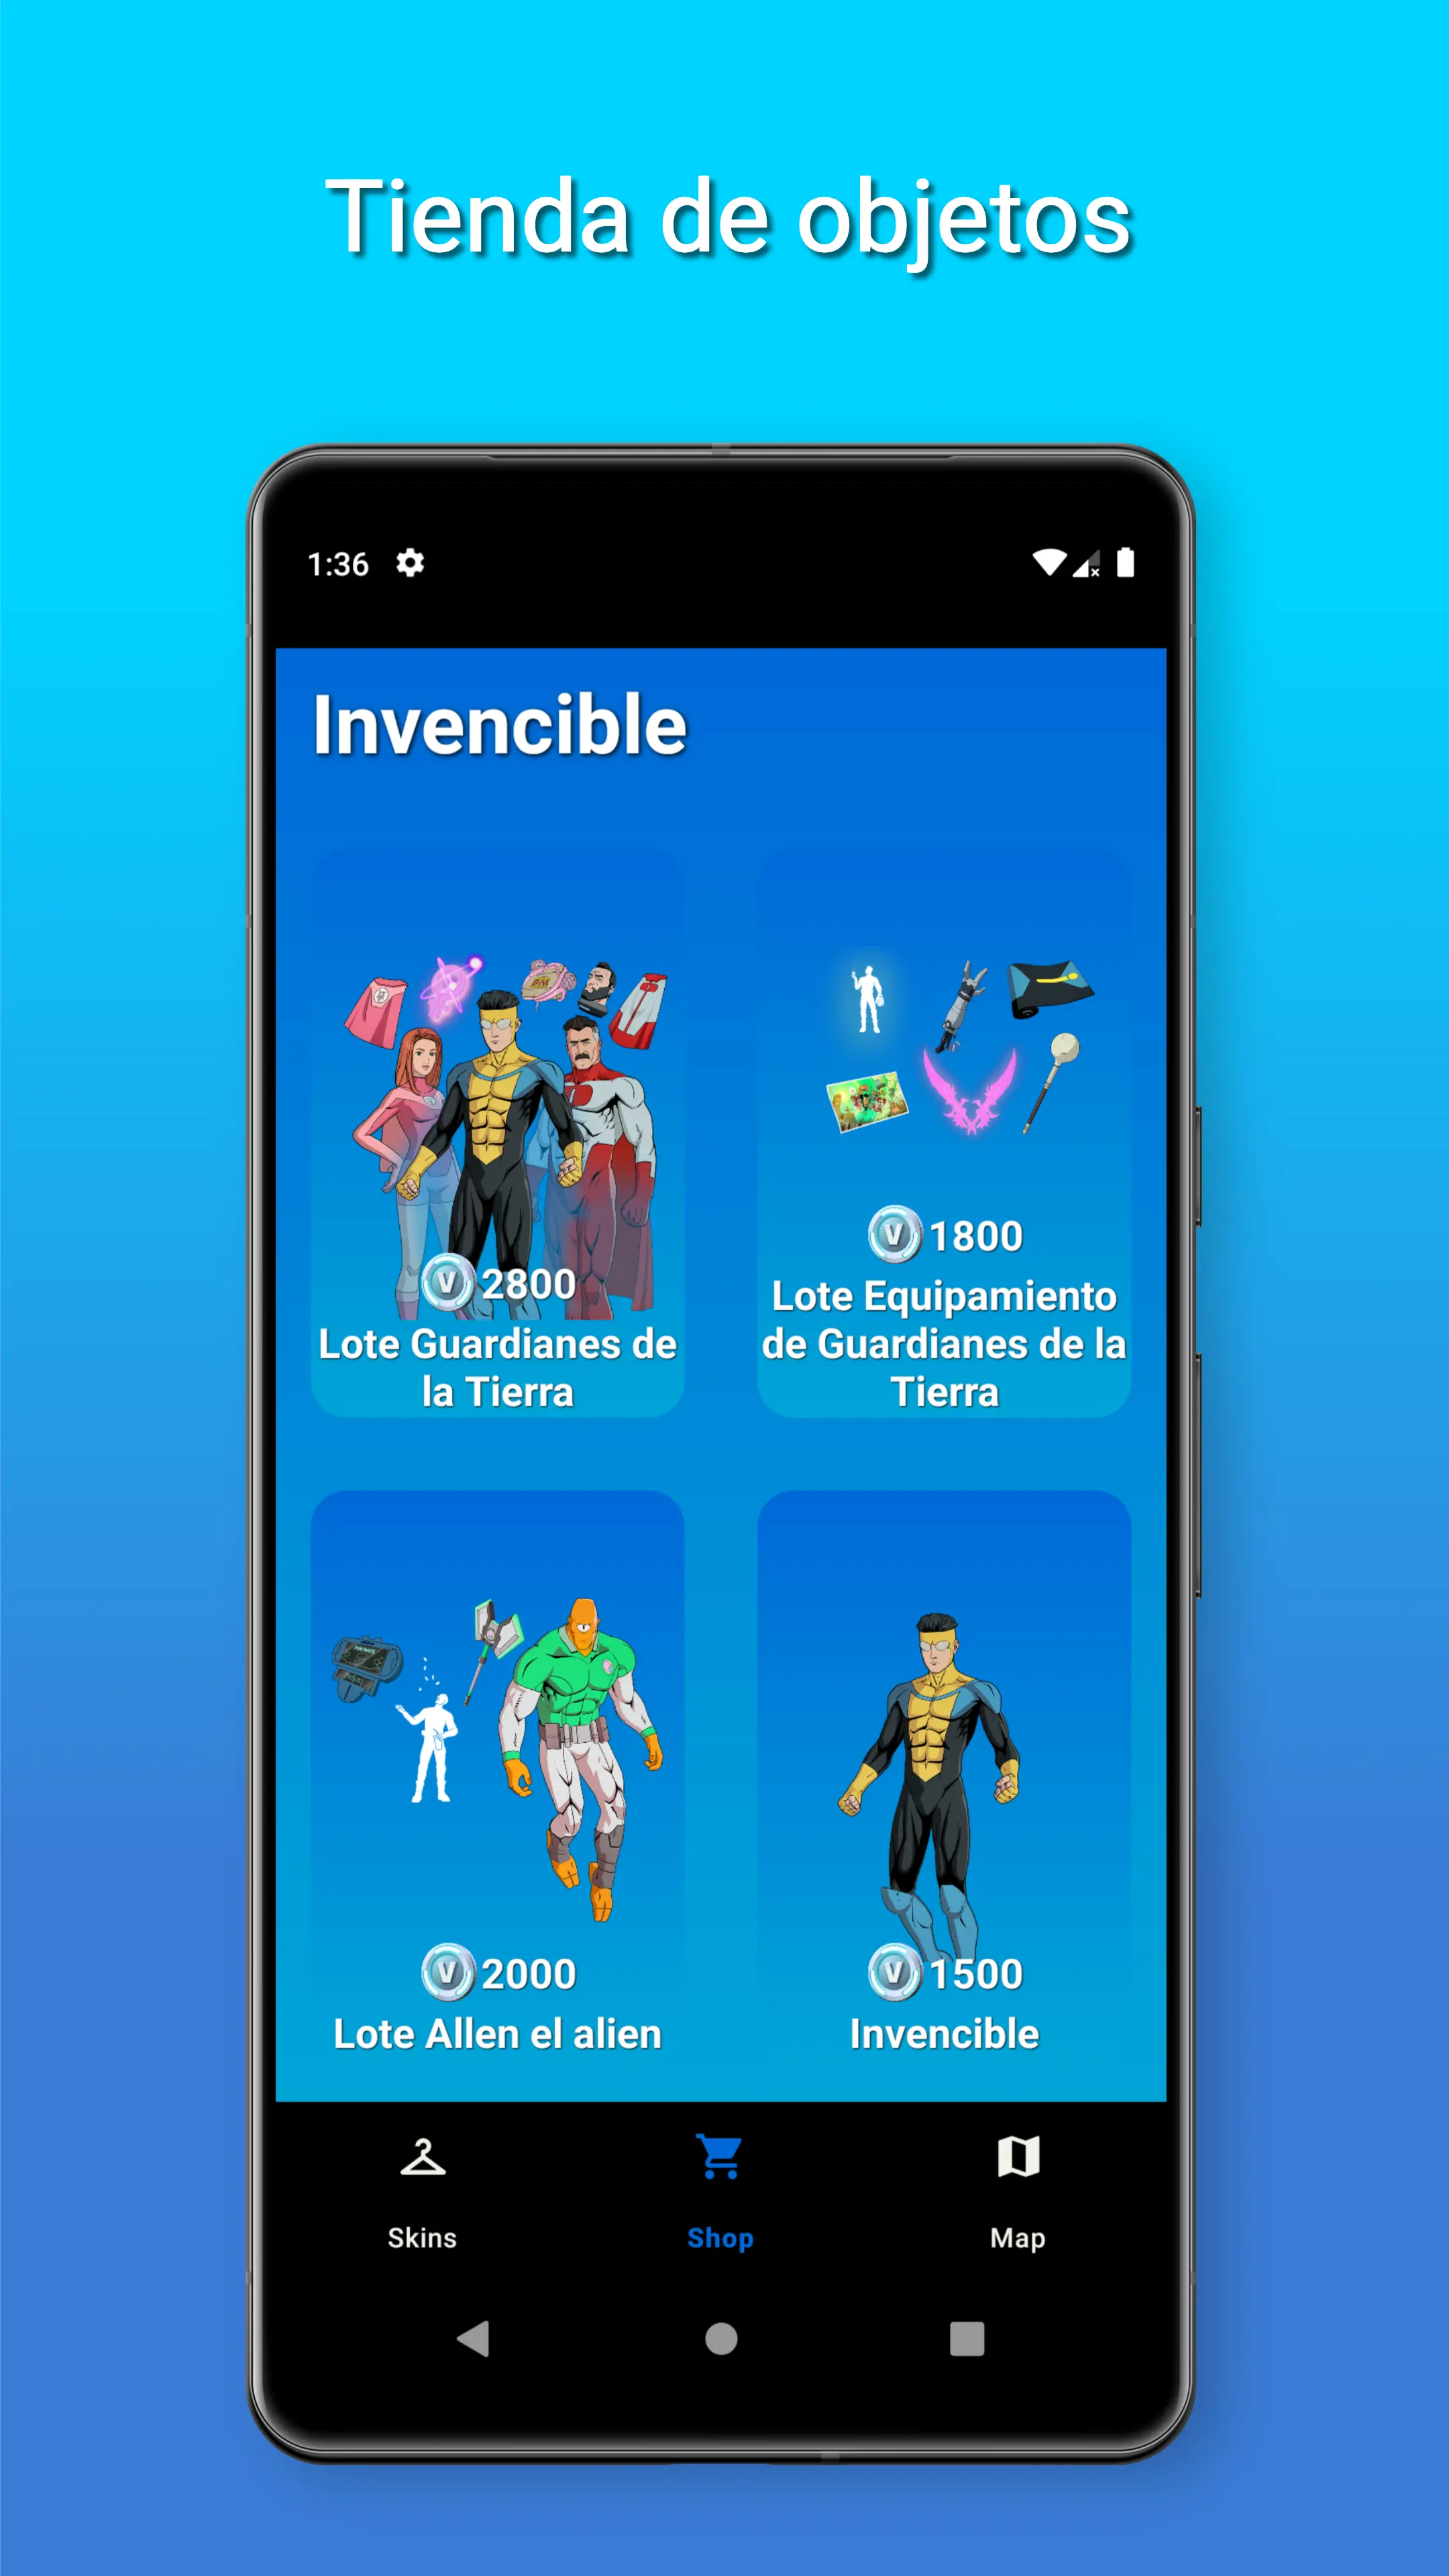 Tienda de objetos
1:36
Invencible
2800
Lote Guardianes de
la Tierra
1800
Lote Equipamiento
de Guardianes de la
Tierra
2000
Lote Allen el alien
1500
Invencible
Skins
Shop
Map